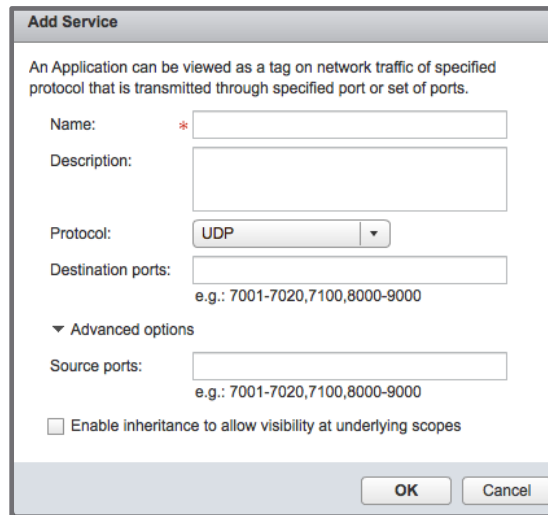 Add Service
An Application can be viewed as a tag on network traffic of specified
protocol that is transmitted through specified port or set of ports.
Name: *
Description:
Protocol: UDP
Destination ports:
e.g.: 7001-7020,7100,8000-9000
Advanced options
Source ports:
e.g.: 7001-7020,7100,8000-9000
Enable inheritance to allow visibility at underlying scopes
OK Cancel